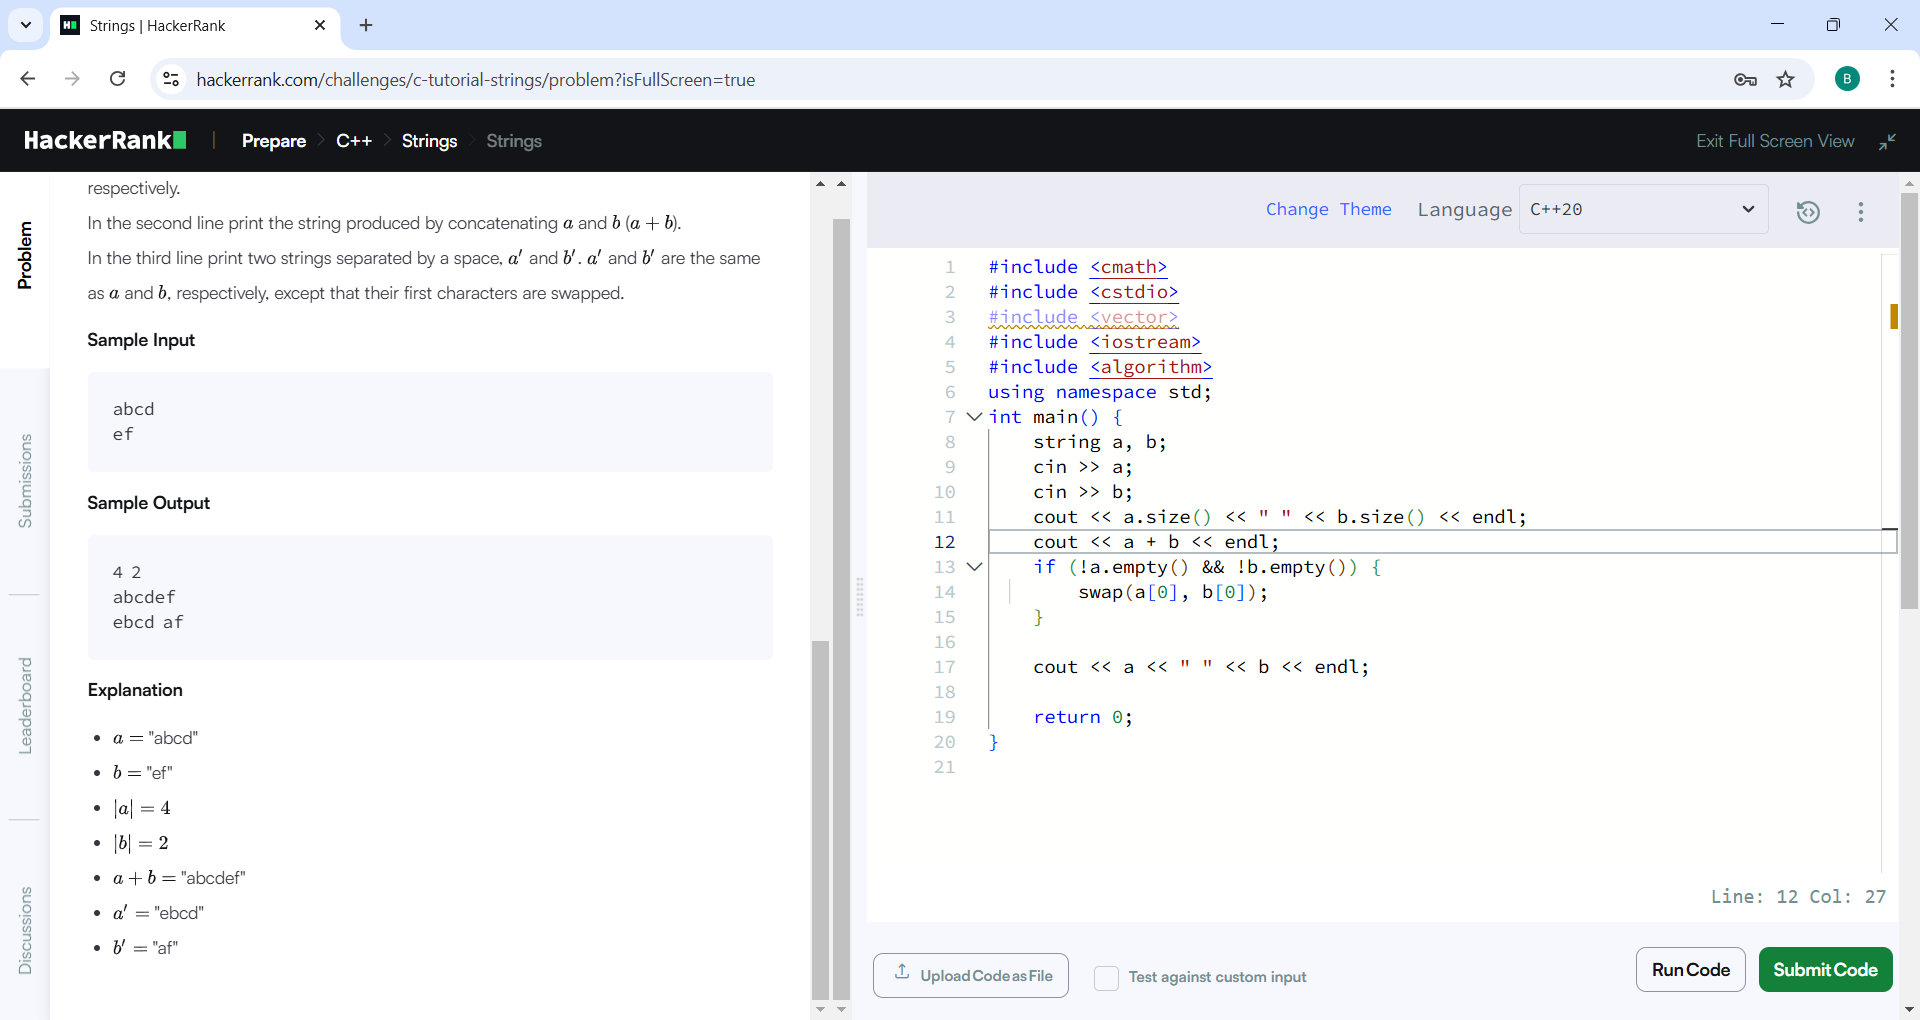 Strings | HackerRank
hackerrank.com/challenges/c-tutorial-strings/problem?isFullScreen=true
B
HackerRank
Prepare > C++ > Strings > Strings
Exit Full Screen View
Problem
Submissions
Leaderboard
Discussions
respectively.
In the second line print the string produced by concatenating a and b (a + b).
In the third line print two strings separated by a space, a′ and b′. a′ and b′ are the same
as a and b, respectively, except that their first characters are swapped.
Sample Input
abcd
ef
Sample Output
4 2
abcdef
ebcd af
Explanation
• a = "abcd"
• b = "ef"
• |a| = 4
• |b| = 2
• a + b = "abcdef"
• a′ = "ebcd"
• b′ = "af"
Change Theme Language C++20
1 #include <cmath>
2 #include <cstdio>
3 #include <vector>
4 #include <iostream>
5 #include <algorithm>
6 using namespace std;
7 int main() {
8 string a, b;
9 cin >> a;
10 cin >> b;
11 cout << a.size() << " " << b.size() << endl;
12 cout << a + b << endl;
13 if (!a.empty() && !b.empty()) {
14 swap(a[0], b[0]);
15 }
16
17 cout << a << " " << b << endl;
18
19 return 0;
20 }
21
Line: 12 Col: 27
Upload Code as File
Test against custom input
Run Code
Submit Code